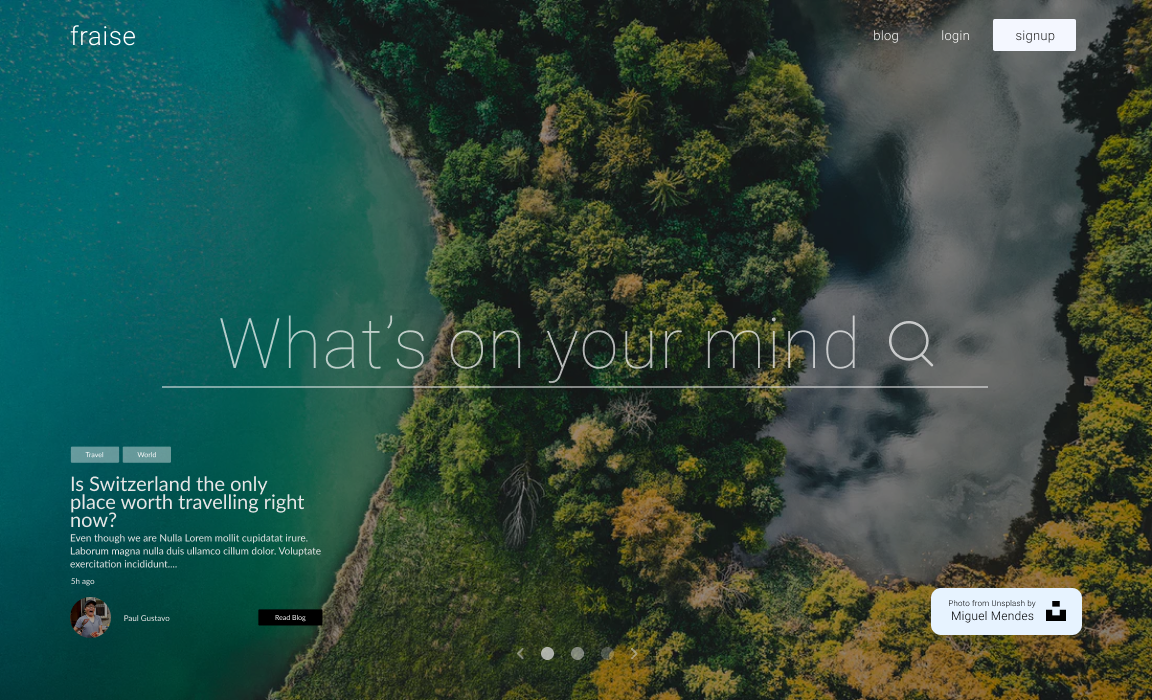 fraise
blog
login
signup
What's on your mind
Travel
World
Is Switzerland the only
place worth travelling right
now?
Even though we are Nulla Lorem mollit cupidatat irure.
Laborum magna nulla duis ullamco cillum dolor. Voluptate
exercitation incididunt....
5h ago
Paul Gustavo
Read Blog
Photo from Unsplash by
Miguel Mendes